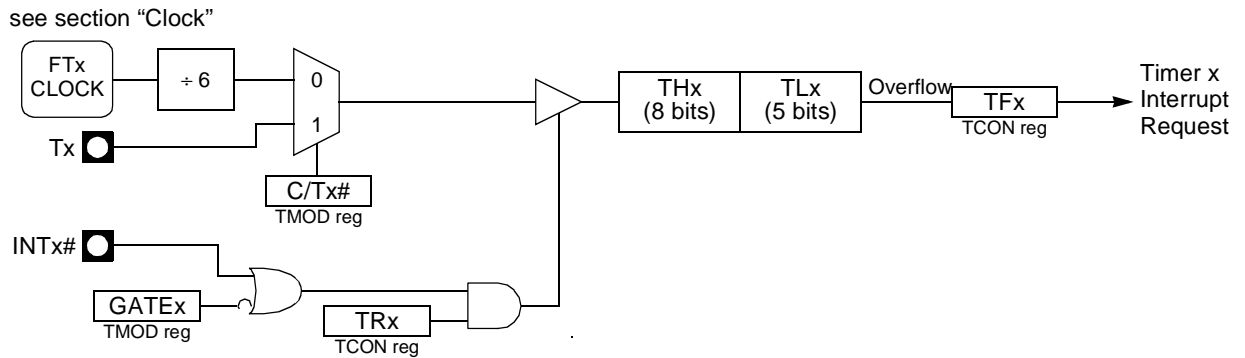 see section “Clock”
FTx
CLOCK
÷ 6
0
1
Tx
C/Tx#
TMOD reg
THx
(8 bits)
TLx
(5 bits)
Overflow
TFx
TCON reg
Timer x
Interrupt
Request
INTx#
GATEx
TMOD reg
TRx
TCON reg